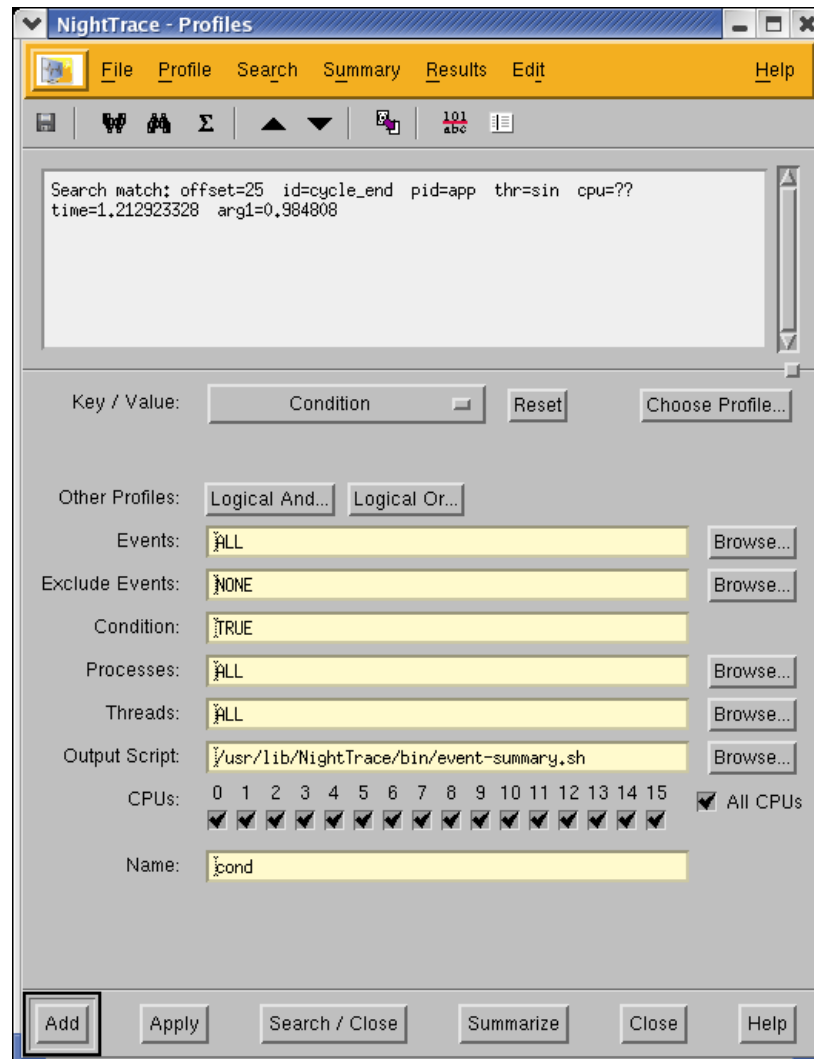 NightTrace - Profiles
File Profile Search Summary Results Edit Help
101
abc
Search match: offset=25 id=cycle_end pid=app thr=sin cpu=??
time=1.212923328 arg1=0.984808
Key / Value: Condition Reset Choose Profile...
Other Profiles: Logical And... Logical Or...
Events: ALL Browse...
Exclude Events: NONE Browse...
Condition: TRUE
Processes: ALL Browse...
Threads: ALL Browse...
Output Script: /usr/lib/NightTrace/bin/event-summary.sh Browse...
CPUs: 0 1 2 3 4 5 6 7 8 9 10 11 12 13 14 15 All CPUs
Name: cond
Add Apply Search / Close Summarize Close Help